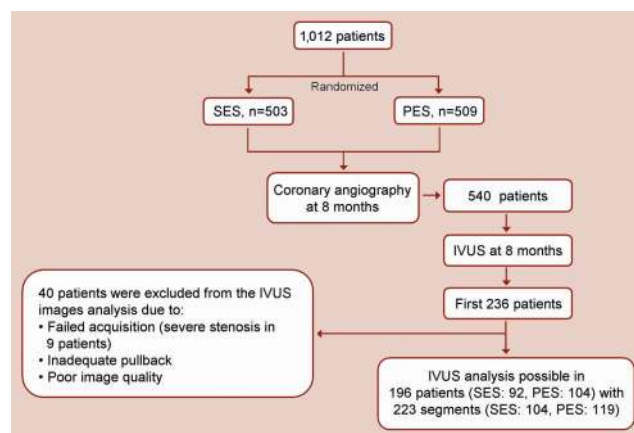 1,012 patients
Randomized
SES, n=503
PES, n=509
Coronary angiography
at 8 months
540 patients
IVUS at 8 months
First 236 patients
40 patients were excluded from the IVUS
images analysis due to:
• Failed acquisition (severe stenosis in
9 patients)
• Inadequate pullback
• Poor image quality
IVUS analysis possible in
196 patients (SES: 92, PES: 104) with
223 segments (SES: 104, PES: 119)